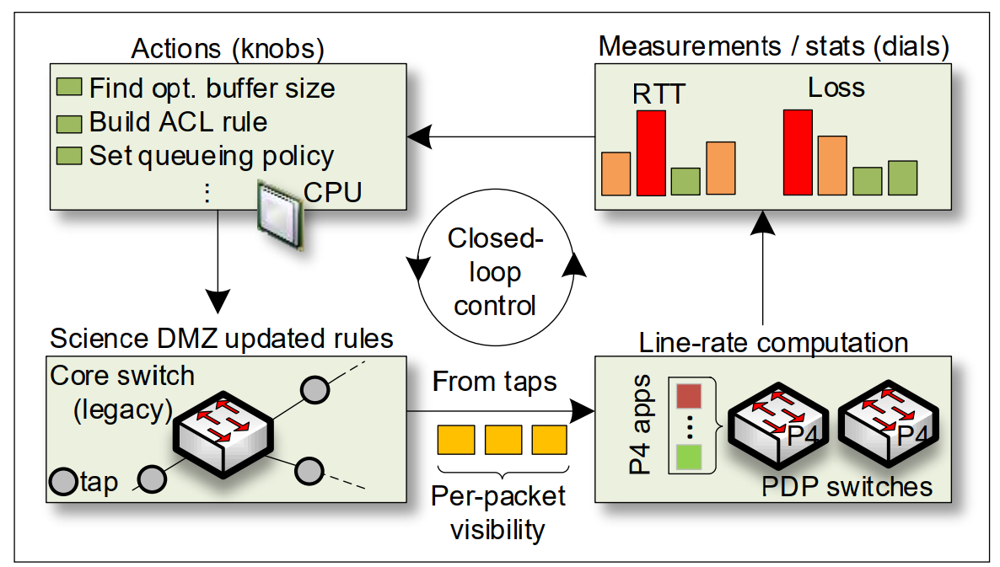 Actions (knobs)
Find opt. buffer size
Build ACL rule
Set queueing policy
⋮
CPU
Measurements / stats (dials)
RTT
Loss
Closed-
loop
control
Science DMZ updated rules
Core switch
(legacy)
tap
From taps
Per-packet
visibility
Line-rate computation
P4 apps
...
P4
P4
PDP switches